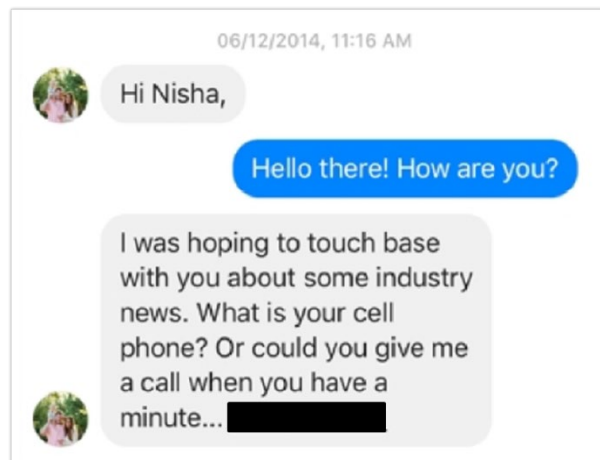 06/12/2014, 11:16 AM
Hi Nisha,
Hello there! How are you?
I was hoping to touch base
with you about some industry
news. What is your cell
phone? Or could you give me
a call when you have a
minute...